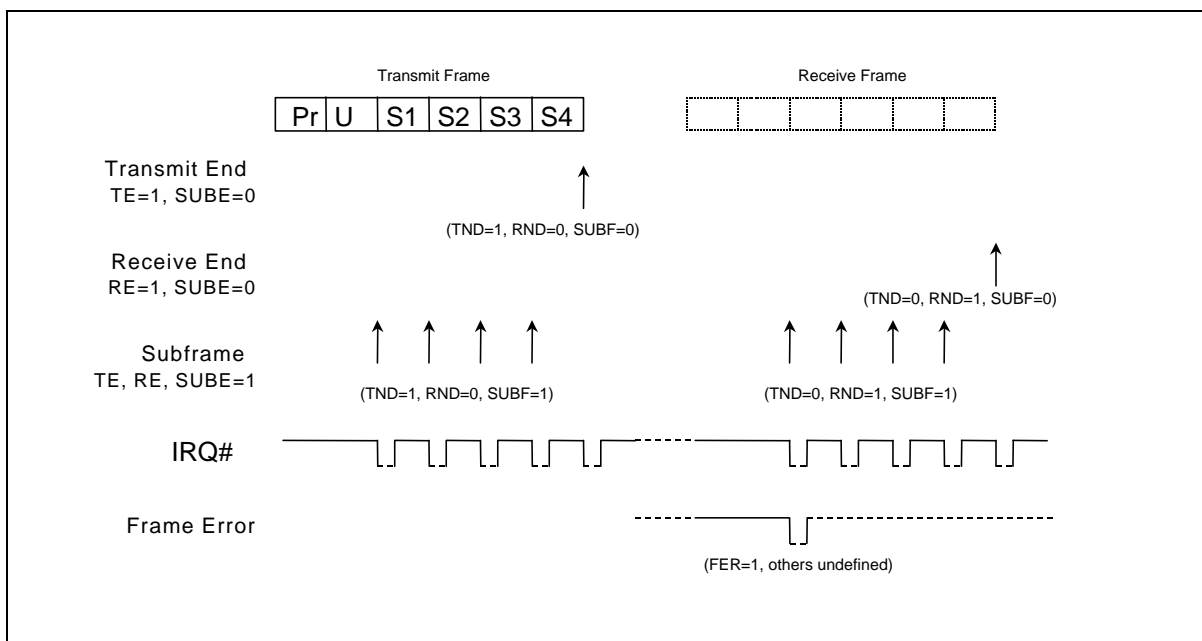 Transmit Frame
Receive Frame
Pr U S1 S2 S3 S4
Transmit End
TE=1, SUBE=0
(TND=1, RND=0, SUBF=0)
Receive End
RE=1, SUBE=0
(TND=0, RND=1, SUBF=0)
Subframe
TE, RE, SUBE=1
(TND=1, RND=0, SUBF=1)
(TND=0, RND=1, SUBF=1)
IRQ#
Frame Error
(FER=1, others undefined)